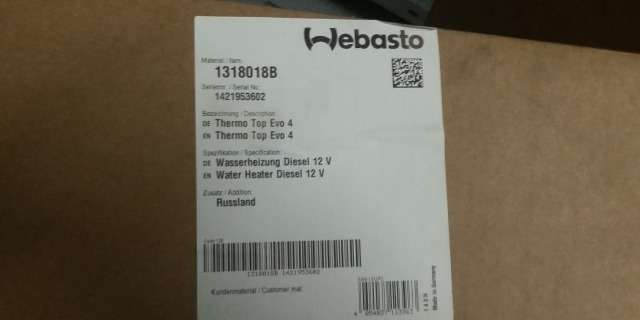 Webasto
Material / Item
1318018B
Seriennr. / Serial No.
1421953602
Bezeichnung / Description
DE Thermo Top Evo 4
EN Thermo Top Evo 4
Spezifikation / Specification
DE Wasserheizung Diesel 12 V
EN Water Heater Diesel 12 V
Zusatz / Addition
Russland
1318018B 1421953602
Kundenmaterial / Customer mat.
Made in Germany